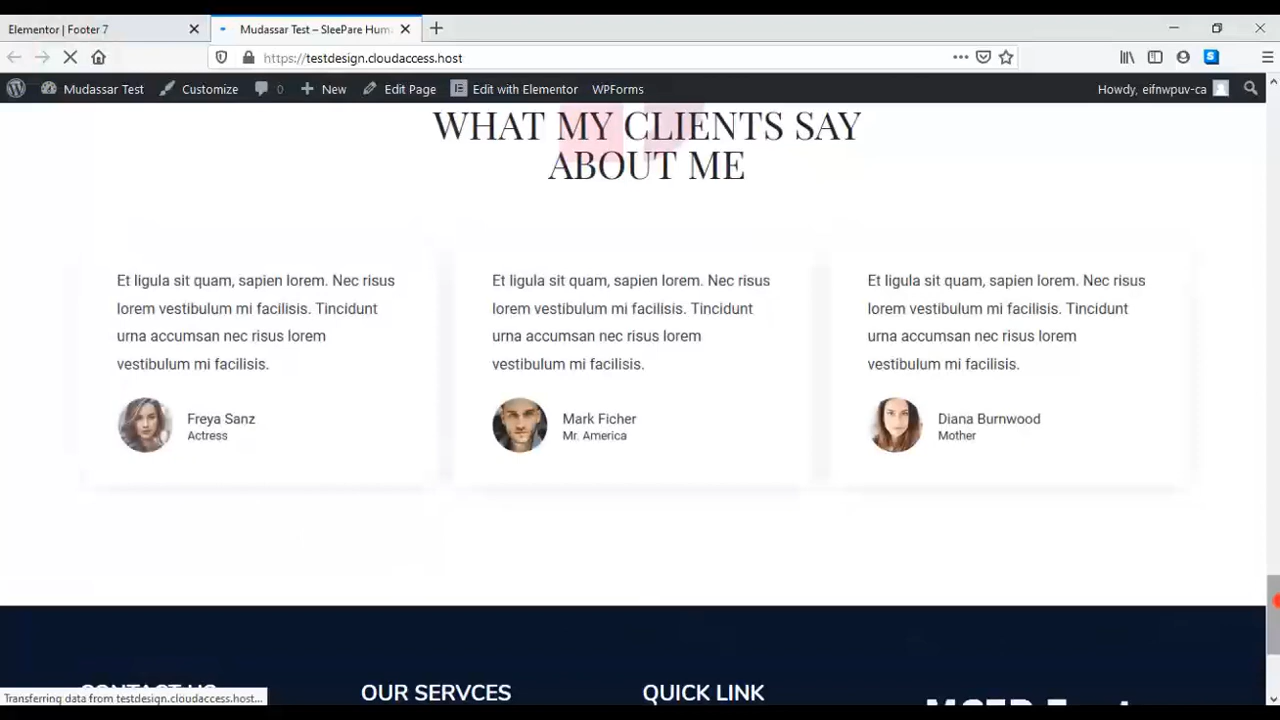 Elementor | Footer 7
Mudassar Test – SleePare Hum
https://testdesign.cloudaccess.host
Mudassar Test
Customize
0
New
Edit Page
Edit with Elementor
WPForms
Howdy, eifnwpuv-ca
WHAT MY CLIENTS SAY
ABOUT ME
Et ligula sit quam, sapien lorem. Nec risus
lorem vestibulum mi facilisis. Tincidunt
urna accumsan nec risus lorem
vestibulum mi facilisis.
Freya Sanz
Actress
Et ligula sit quam, sapien lorem. Nec risus
lorem vestibulum mi facilisis. Tincidunt
urna accumsan nec risus lorem
vestibulum mi facilisis.
Mark Ficher
Mr. America
Et ligula sit quam, sapien lorem. Nec risus
lorem vestibulum mi facilisis. Tincidunt
urna accumsan nec risus lorem
vestibulum mi facilisis.
Diana Burnwood
Mother
CONTACT US
OUR SERVCES
QUICK LINK
Transferring data from testdesign.cloudaccess.host...